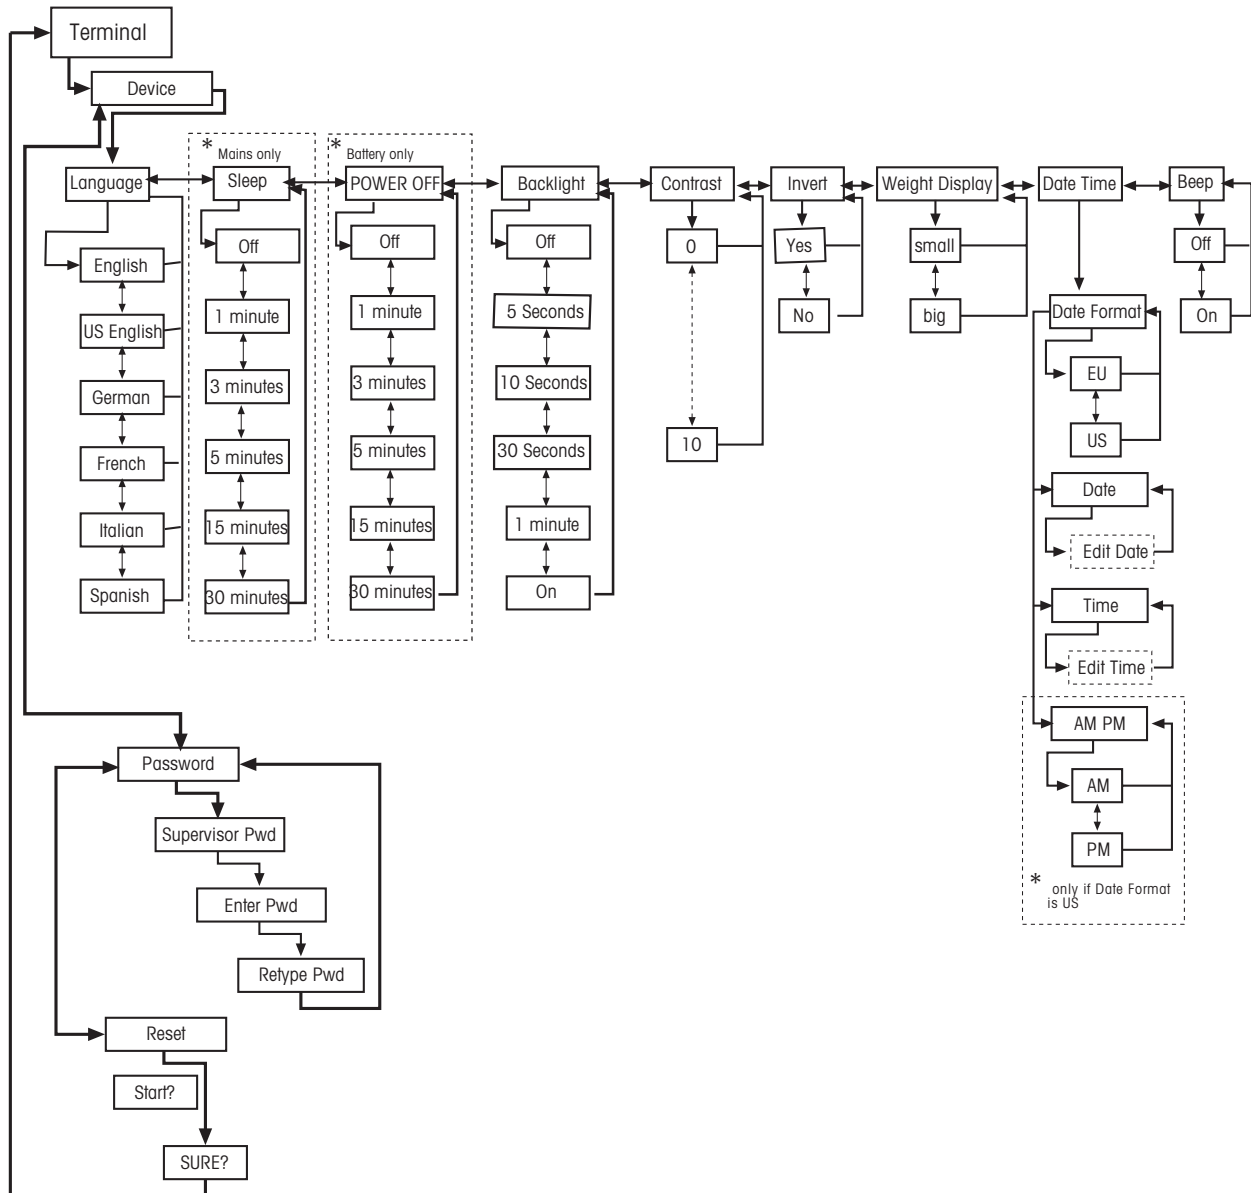 Terminal
Device
* Mains only
* Battery only
Language
Sleep
POWER OFF
Backlight
Contrast
Invert
Weight Display
Date Time
Beep
English
US English
German
French
Italian
Spanish
Off
1 minute
3 minutes
5 minutes
15 minutes
30 minutes
Off
1 minute
3 minutes
5 minutes
15 minutes
30 minutes
Off
5 Seconds
10 Seconds
30 Seconds
1 minute
On
0
10
Yes
No
small
big
Date Format
EU
US
Date
Edit Date
Time
Edit Time
AM PM
AM
PM
* only if Date Format
is US
Off
On
Password
Supervisor Pwd
Enter Pwd
Retype Pwd
Reset
Start?
SURE?